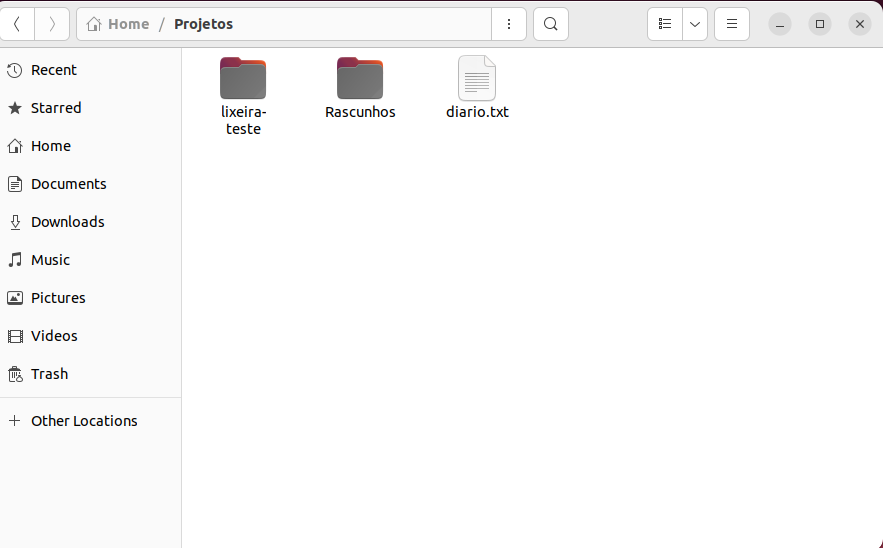 Home / Projetos
Recent
Starred
Home
Documents
Downloads
Music
Pictures
Videos
Trash
Other Locations
lixeira-
teste
Rascunhos
diario.txt